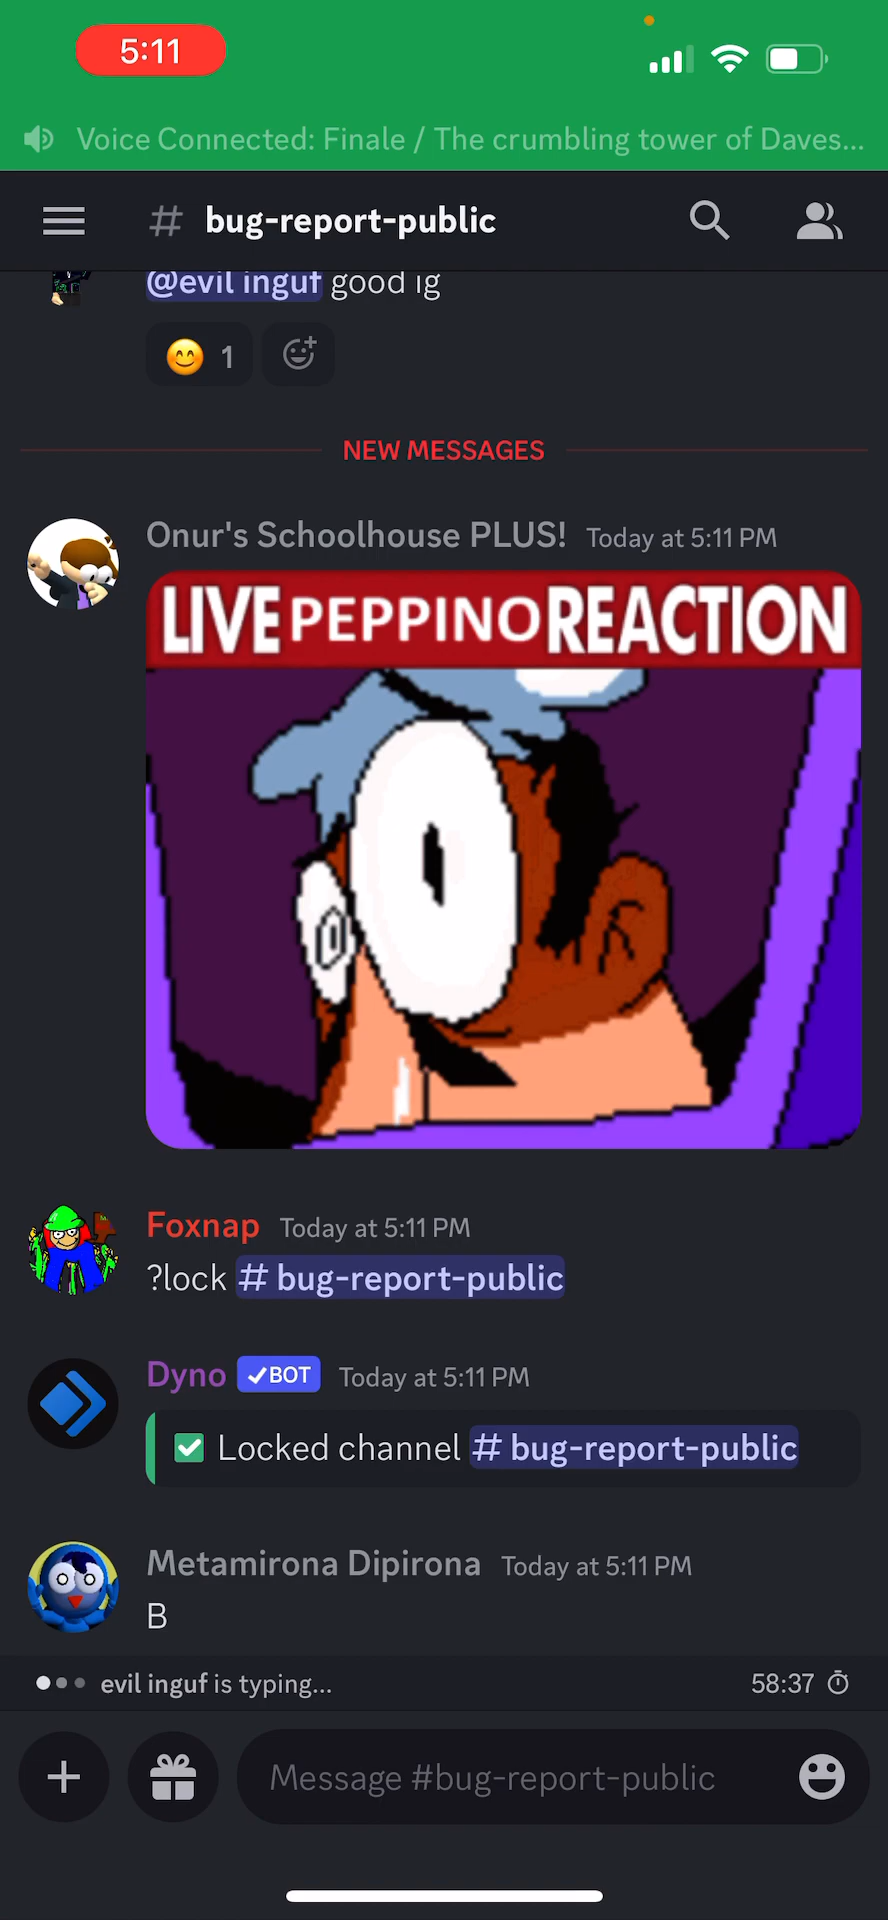 5:11
Voice Connected: Finale / The crumbling tower of Daves...
# bug-report-public
@evil inguf good ig
1
NEW MESSAGES
Onur's Schoolhouse PLUS! Today at 5:11 PM
LIVE PEPPINO REACTION
Foxnap Today at 5:11 PM
?lock # bug-report-public
Dyno BOT Today at 5:11 PM
Locked channel # bug-report-public
Metamirona Dipirona Today at 5:11 PM
B
evil inguf is typing... 58:37
Message #bug-report-public